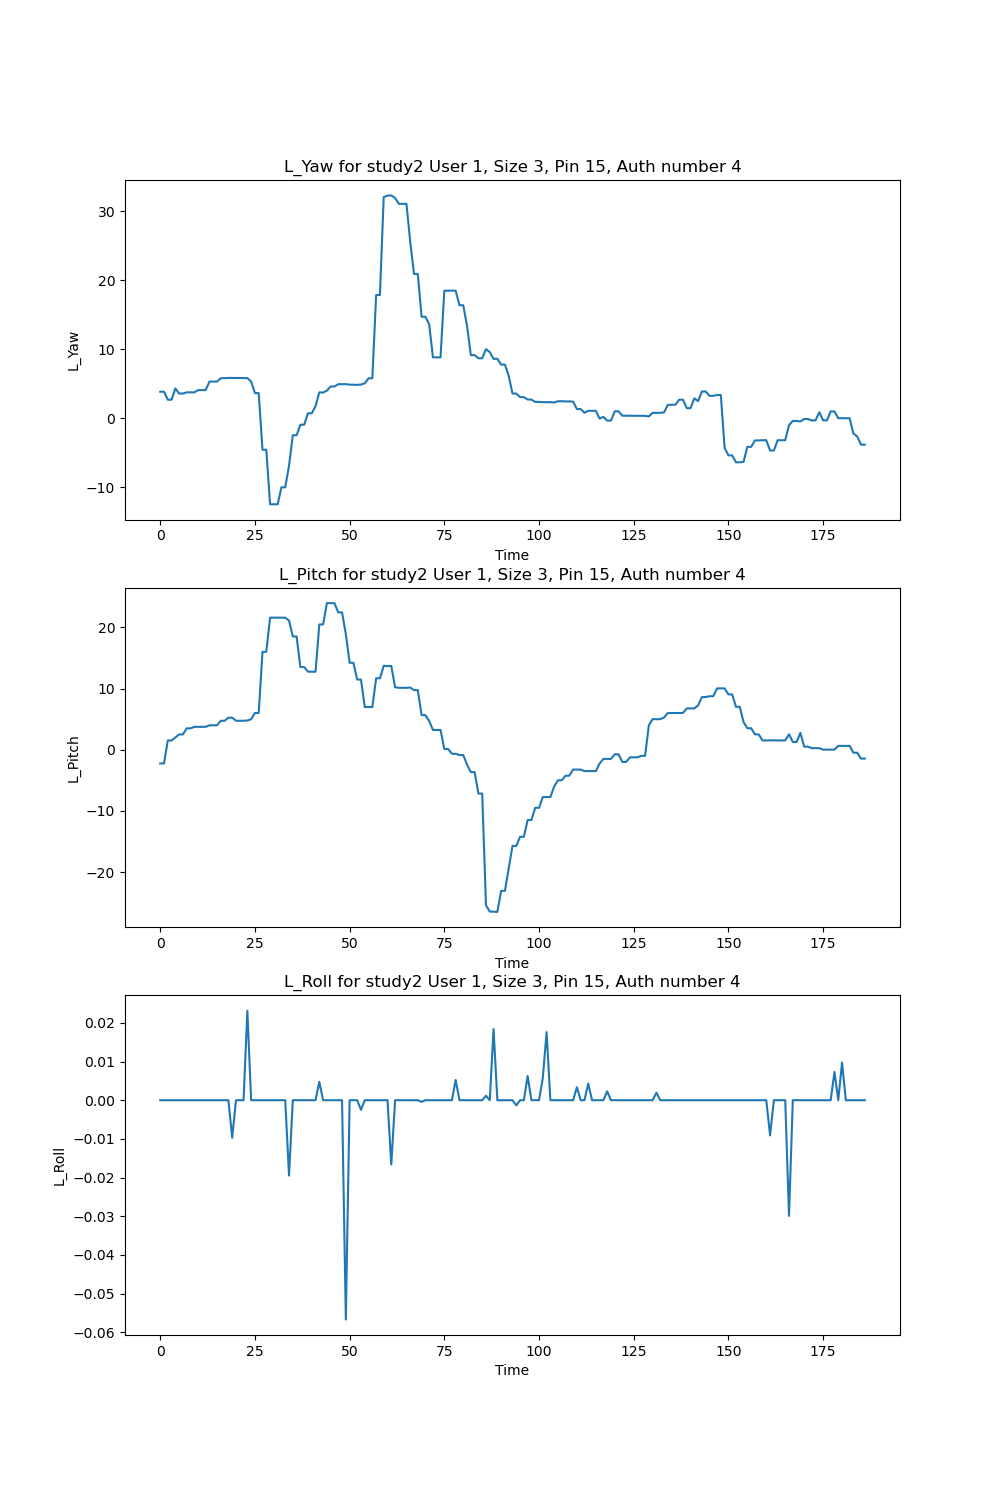 L_Yaw for study2 User 1, Size 3, Pin 15, Auth number 4
30
20
10
0
−10
L_Yaw
0 25 50 75 100 125 150 175
Time
L_Pitch for study2 User 1, Size 3, Pin 15, Auth number 4
20
10
0
−10
−20
L_Pitch
0 25 50 75 100 125 150 175
Time
L_Roll for study2 User 1, Size 3, Pin 15, Auth number 4
0.02
0.01
0.00
−0.01
−0.02
−0.03
−0.04
−0.05
−0.06
L_Roll
0 25 50 75 100 125 150 175
Time